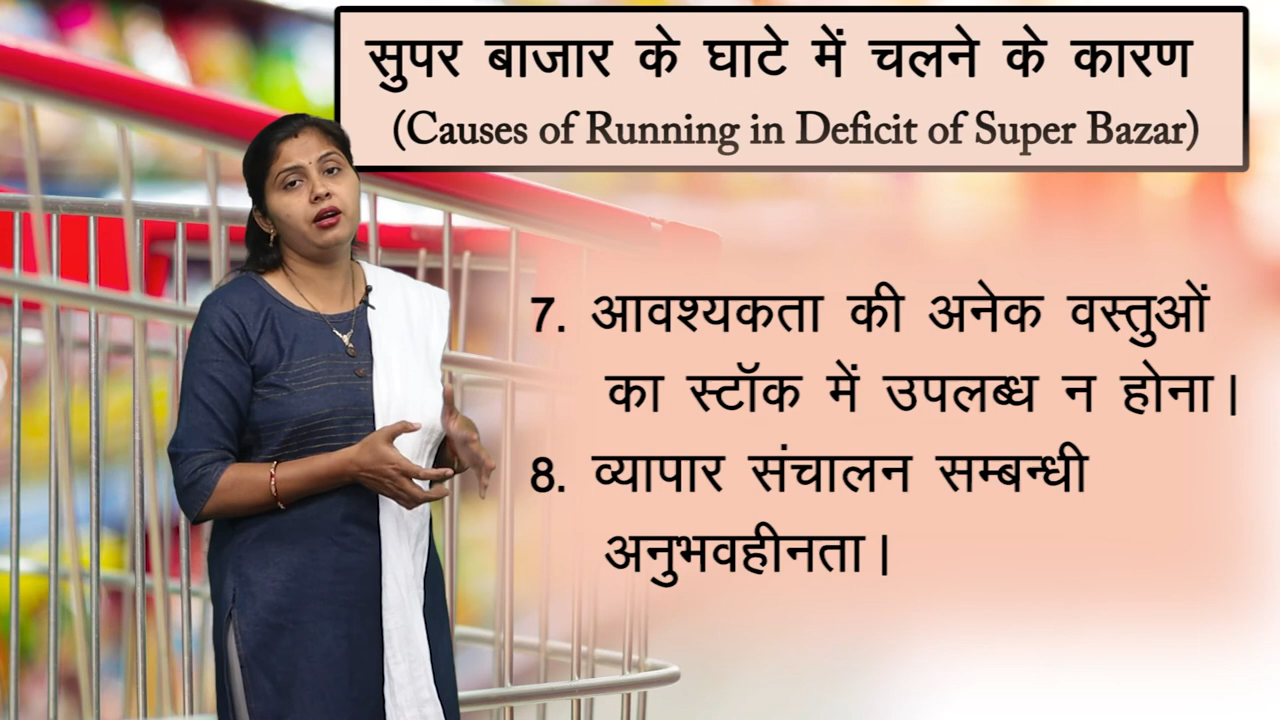 सुपर बाजार के घाटे में चलने के कारण
(Causes of Running in Deficit of Super Bazar)
7. आवश्यकता की अनेक वस्तुओं
का स्टॉक में उपलब्ध न होना।
8. व्यापार संचालन सम्बन्धी
अनुभवहीनता।